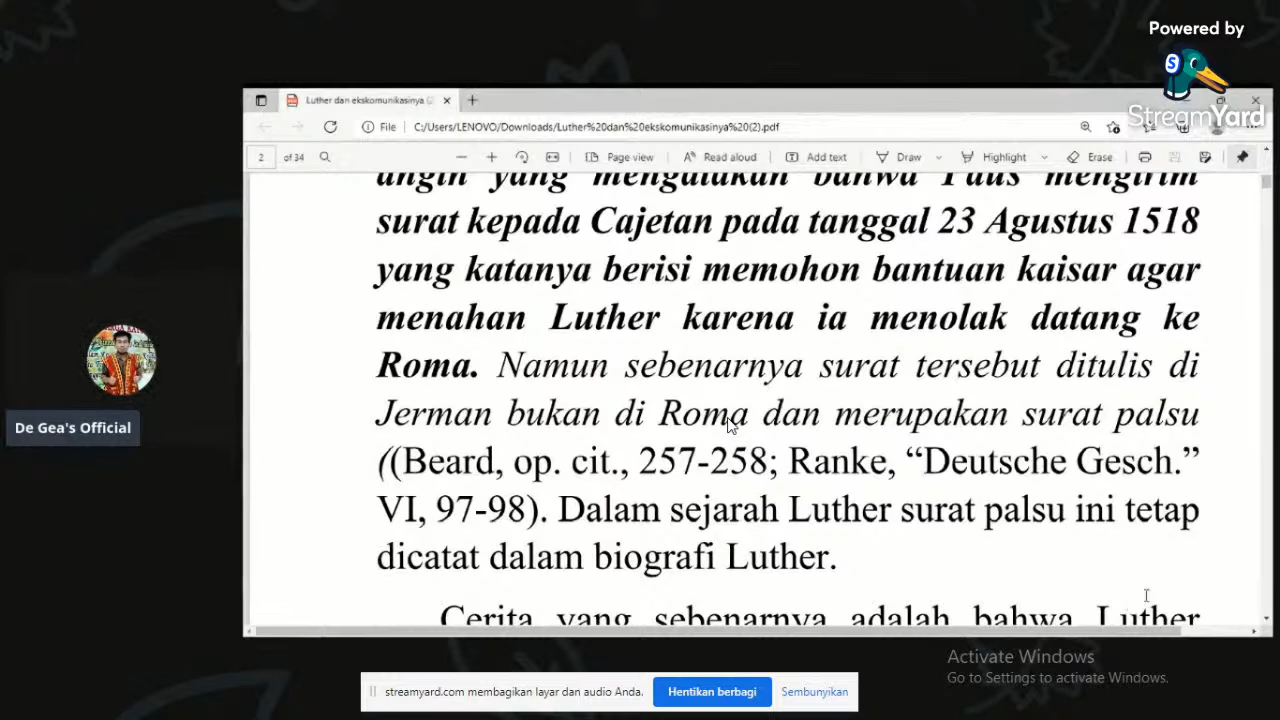 Powered by
StreamYard
Luther dan ekskomunikasinya (
File C:/Users/LENOVO/Downloads/Luther%20dan%20ekskomunikasinya%20(2).pdf
2 of 34 Page view Read aloud Add text Draw Highlight Erase
angin yang mengatakan bahwa Paus mengirim
surat kepada Cajetan pada tanggal 23 Agustus 1518
yang katanya berisi memohon bantuan kaisar agar
menahan Luther karena ia menolak datang ke
Roma. Namun sebenarnya surat tersebut ditulis di
Jerman bukan di Roma dan merupakan surat palsu
((Beard, op. cit., 257-258; Ranke, “Deutsche Gesch.”
VI, 97-98). Dalam sejarah Luther surat palsu ini tetap
dicatat dalam biografi Luther.
Cerita yang sebenarnya adalah bahwa Luther
De Gea's Official
Activate Windows
Go to Settings to activate Windows.
streamyard.com membagikan layar dan audio Anda. Hentikan berbagi Sembunyikan